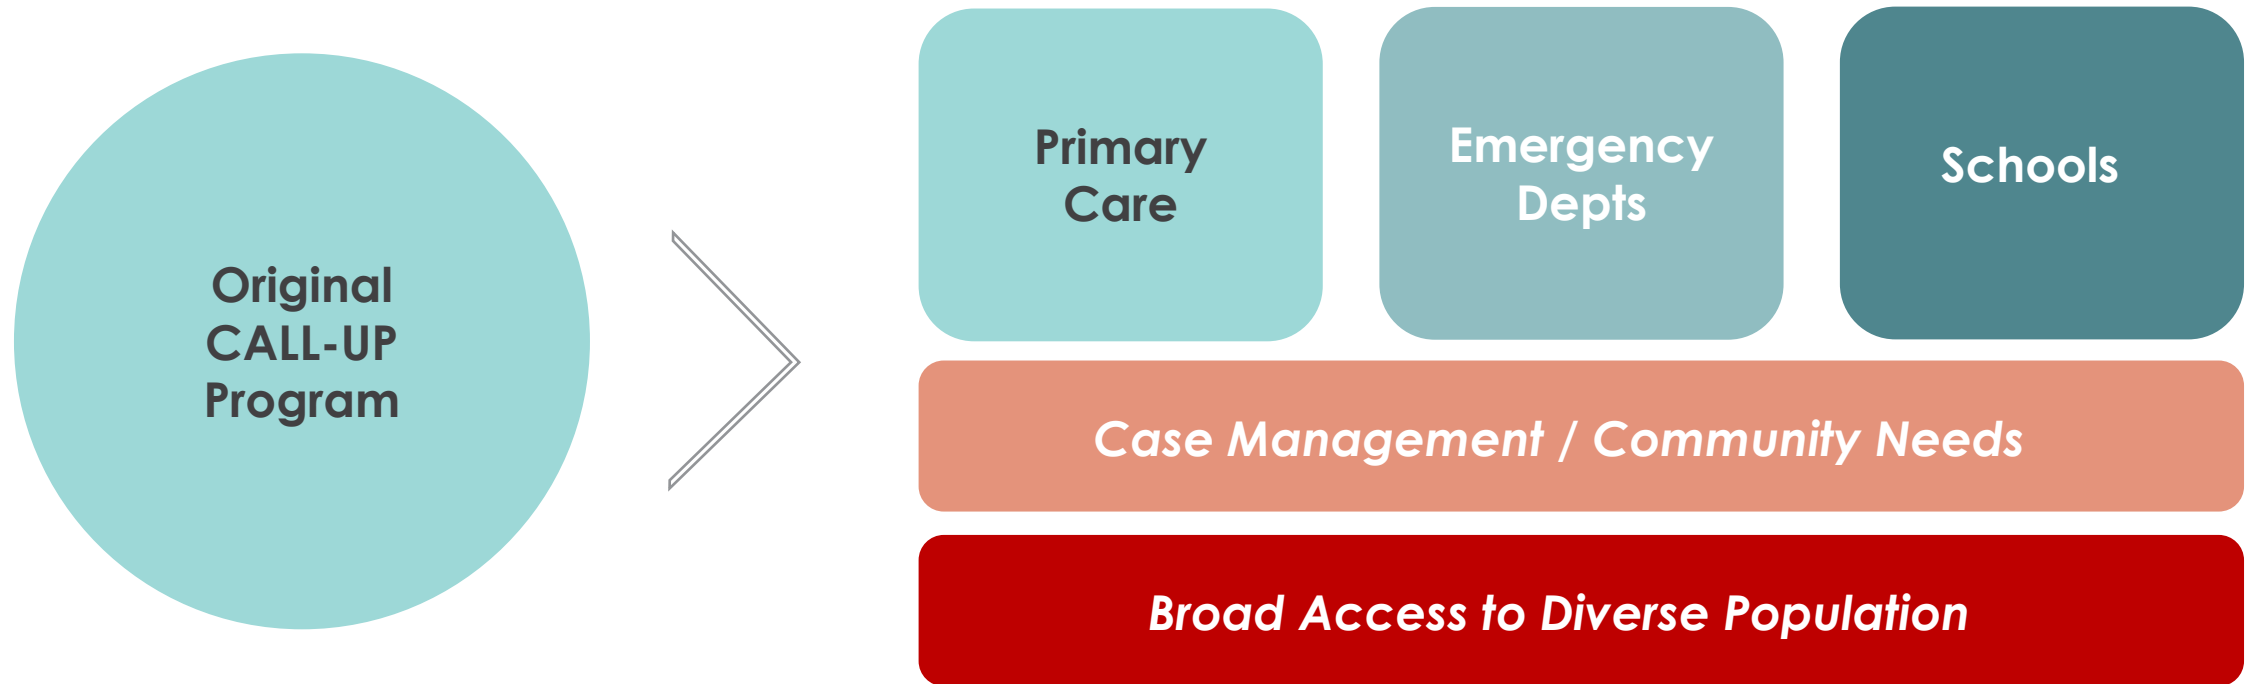 Original
CALL-UP
Program
Primary
Care
Emergency
Depts
Schools
Case Management / Community Needs
Broad Access to Diverse Population